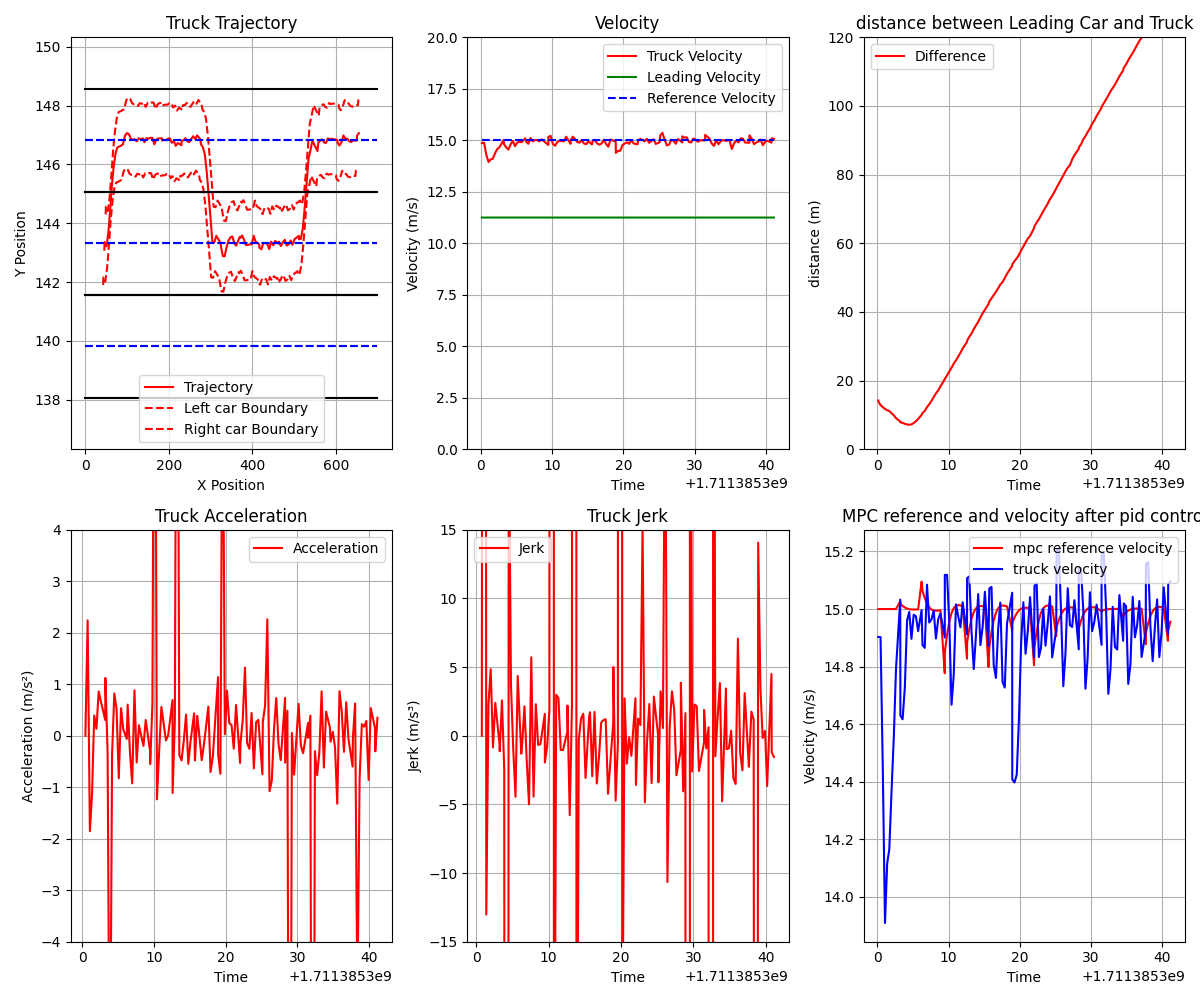 Truck Trajectory
150
148
146
144
142
140
138
Y Position
Trajectory
Left car Boundary
Right car Boundary
0
200
400
600
X Position
Velocity
20.0
17.5
15.0
12.5
10.0
7.5
5.0
2.5
0.0
Velocity (m/s)
Truck Velocity
Leading Velocity
Reference Velocity
0
10
20
30
40
Time
+1.7113853e9
distance between Leading Car and Truck
120
100
80
60
40
20
0
distance (m)
Difference
0
10
20
30
40
Time
+1.7113853e9
Truck Acceleration
4
3
2
1
0
−1
−2
−3
−4
Acceleration (m/s²)
Acceleration
0
10
20
30
40
Time
+1.7113853e9
Truck Jerk
15
10
5
0
−5
−10
−15
Jerk (m/s³)
Jerk
0
10
20
30
40
Time
+1.7113853e9
MPC reference and velocity after pid contro
15.2
15.0
14.8
14.6
14.4
14.2
14.0
Velocity (m/s)
mpc reference velocity
truck velocity
0
10
20
30
40
Time
+1.7113853e9